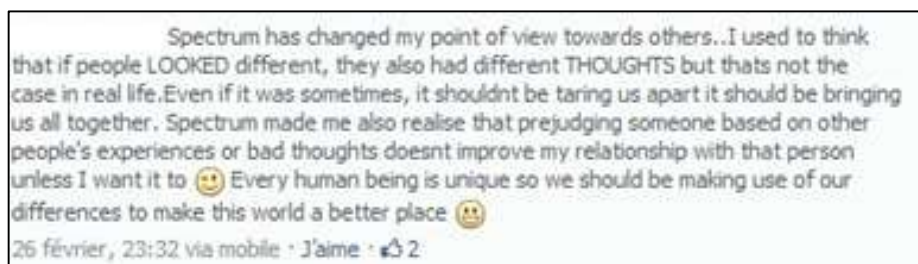 Spectrum has changed my point of view towards others..I used to think
that if people LOOKED different, they also had different THOUGHTS but thats not the
case in real life.Even if it was sometimes, it shouldnt be taring us apart it should be bringing
us all together. Spectrum made me also realise that prejudging someone based on other
people's experiences or bad thoughts doesnt improve my relationship with that person
unless I want it to Every human being is unique so we should be making use of our
differences to make this world a better place
26 février, 23:32 via mobile · J'aime · 2